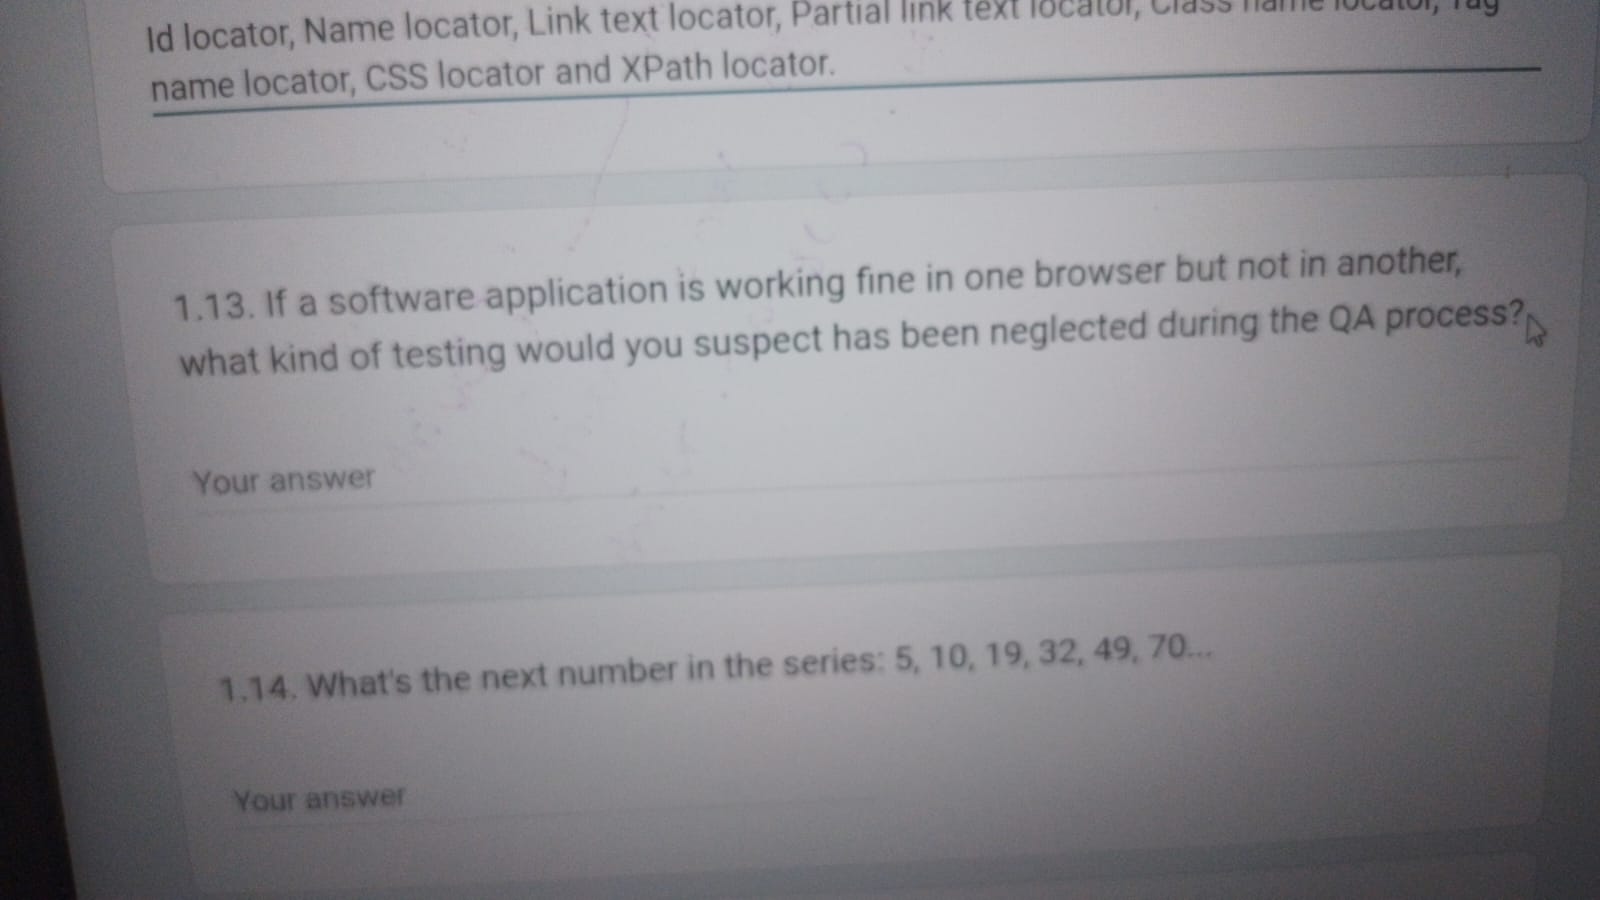 Id locator, Name locator, Link text locator, Partial link text locator, Class name locator, Tag
name locator, CSS locator and XPath locator.
1.13. If a software application is working fine in one browser but not in another,
what kind of testing would you suspect has been neglected during the QA process?
Your answer
1.14. What's the next number in the series: 5, 10, 19, 32, 49, 70...
Your answer